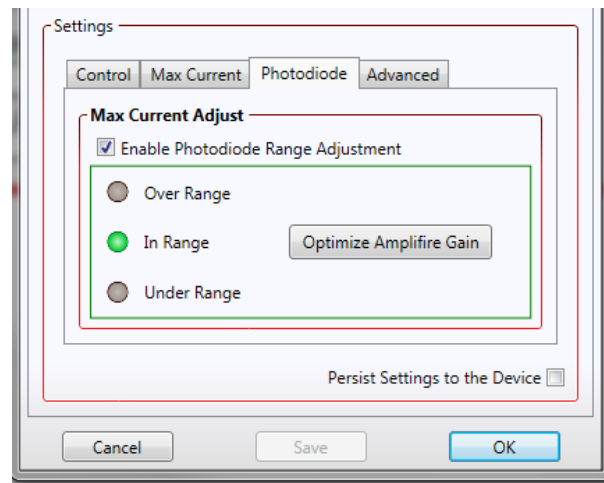 Settings
Control Max Current Photodiode Advanced
Max Current Adjust
Enable Photodiode Range Adjustment
Over Range
In Range Optimize Amplifire Gain
Under Range
Persist Settings to the Device
Cancel Save OK